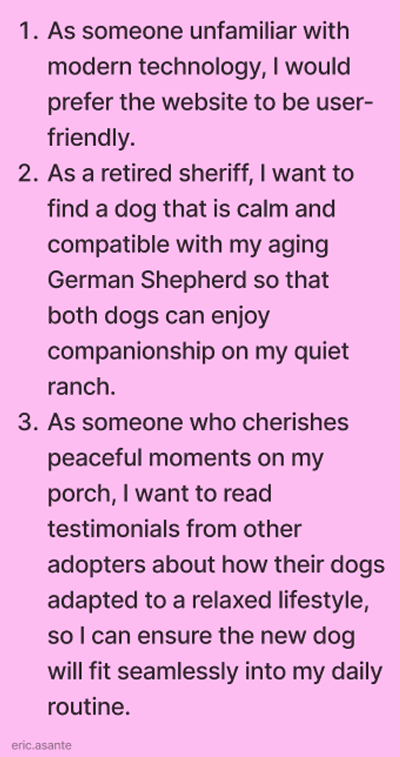 1. As someone unfamiliar with
modern technology, I would
prefer the website to be user-
friendly.
2. As a retired sheriff, I want to
find a dog that is calm and
compatible with my aging
German Shepherd so that
both dogs can enjoy
companionship on my quiet
ranch.
3. As someone who cherishes
peaceful moments on my
porch, I want to read
testimonials from other
adopters about how their dogs
adapted to a relaxed lifestyle,
so I can ensure the new dog
will fit seamlessly into my daily
routine.
eric.asante